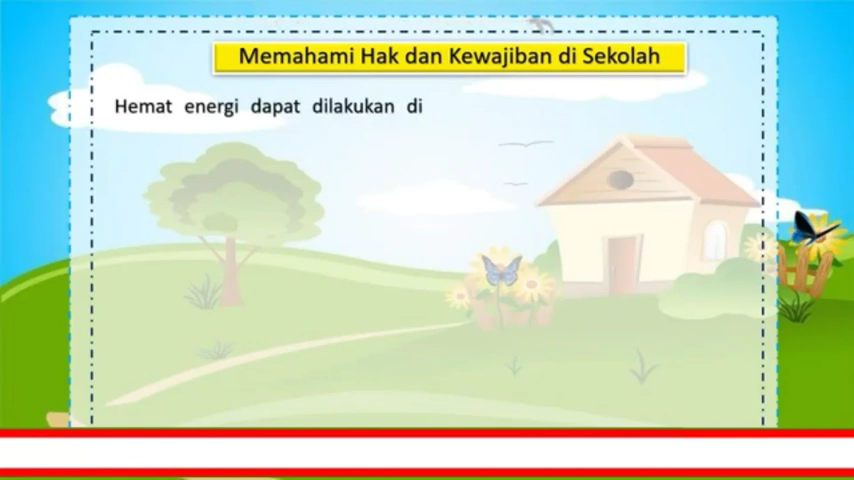 Memahami Hak dan Kewajiban di Sekolah
Hemat energi dapat dilakukan di